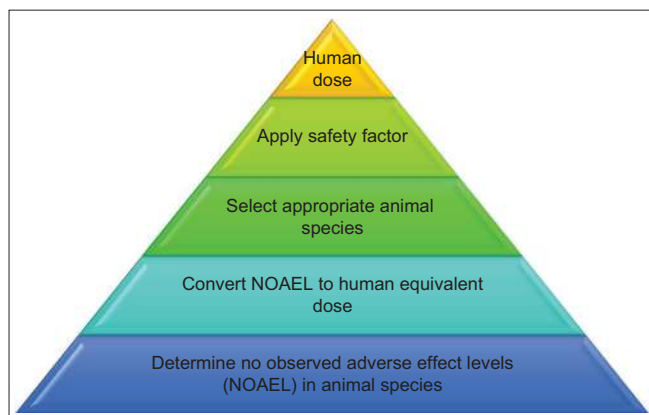 Human
dose
Apply safety factor
Select appropriate animal
species
Convert NOAEL to human equivalent
dose
Determine no observed adverse effect levels
(NOAEL) in animal species